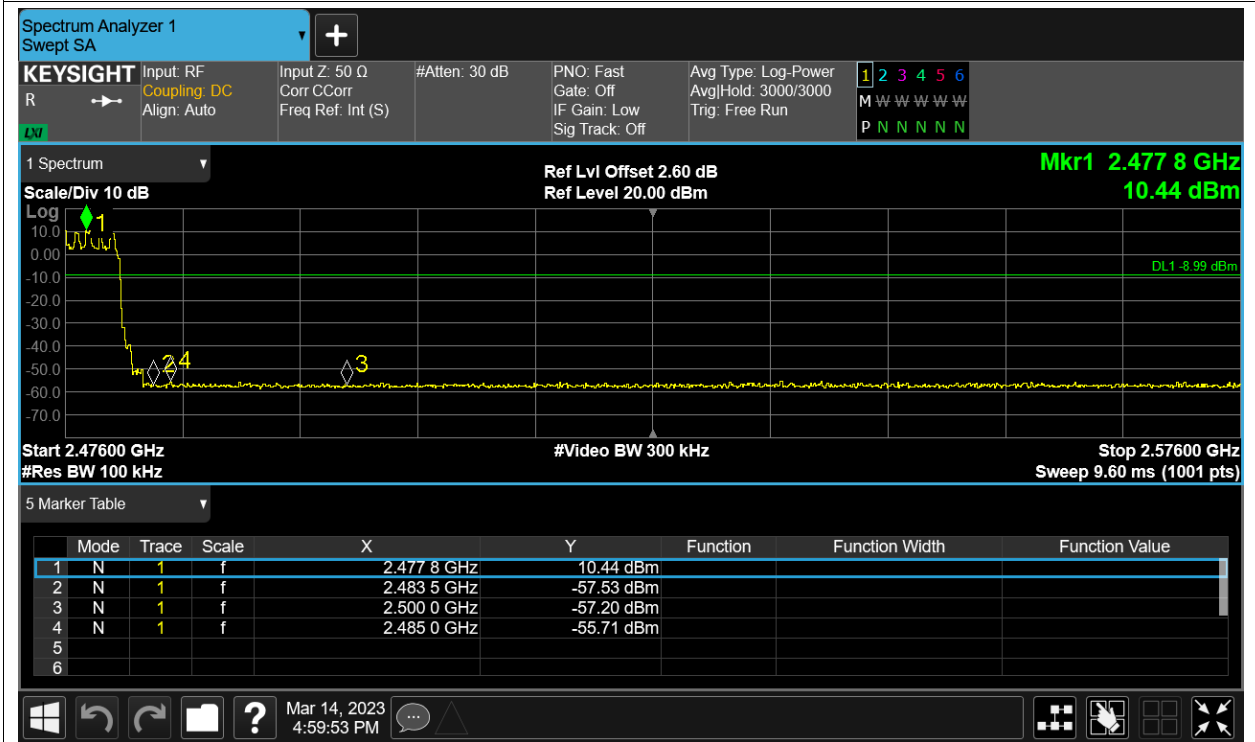 Spectrum Analyzer 1
Swept SA
+
KEYSIGHT
R
LXI
Input: RF
Coupling: DC
Align: Auto
Input Z: 50 Ω
Corr CCorr
Freq Ref: Int (S)
#Atten: 30 dB
PNO: Fast
Gate: Off
IF Gain: Low
Sig Track: Off
Avg Type: Log-Power
Avg|Hold: 3000/3000
Trig: Free Run
1 2 3 4 5 6
M W W W W W
P N N N N N
1 Spectrum
Scale/Div 10 dB
Ref Lvl Offset 2.60 dB
Ref Level 20.00 dBm
Mkr1 2.477 8 GHz
10.44 dBm
Log
10.0
0.00
-10.0
-20.0
-30.0
-40.0
-50.0
-60.0
-70.0
1
2 4
3
DL1 -8.99 dBm
Start 2.47600 GHz
#Res BW 100 kHz
#Video BW 300 kHz
Stop 2.57600 GHz
Sweep 9.60 ms (1001 pts)
5 Marker Table
Mode Trace Scale X Y Function Function Width Function Value
1 N 1 f 2.477 8 GHz 10.44 dBm
2 N 1 f 2.483 5 GHz -57.53 dBm
3 N 1 f 2.500 0 GHz -57.20 dBm
4 N 1 f 2.485 0 GHz -55.71 dBm
5
6
?
Mar 14, 2023
4:59:53 PM